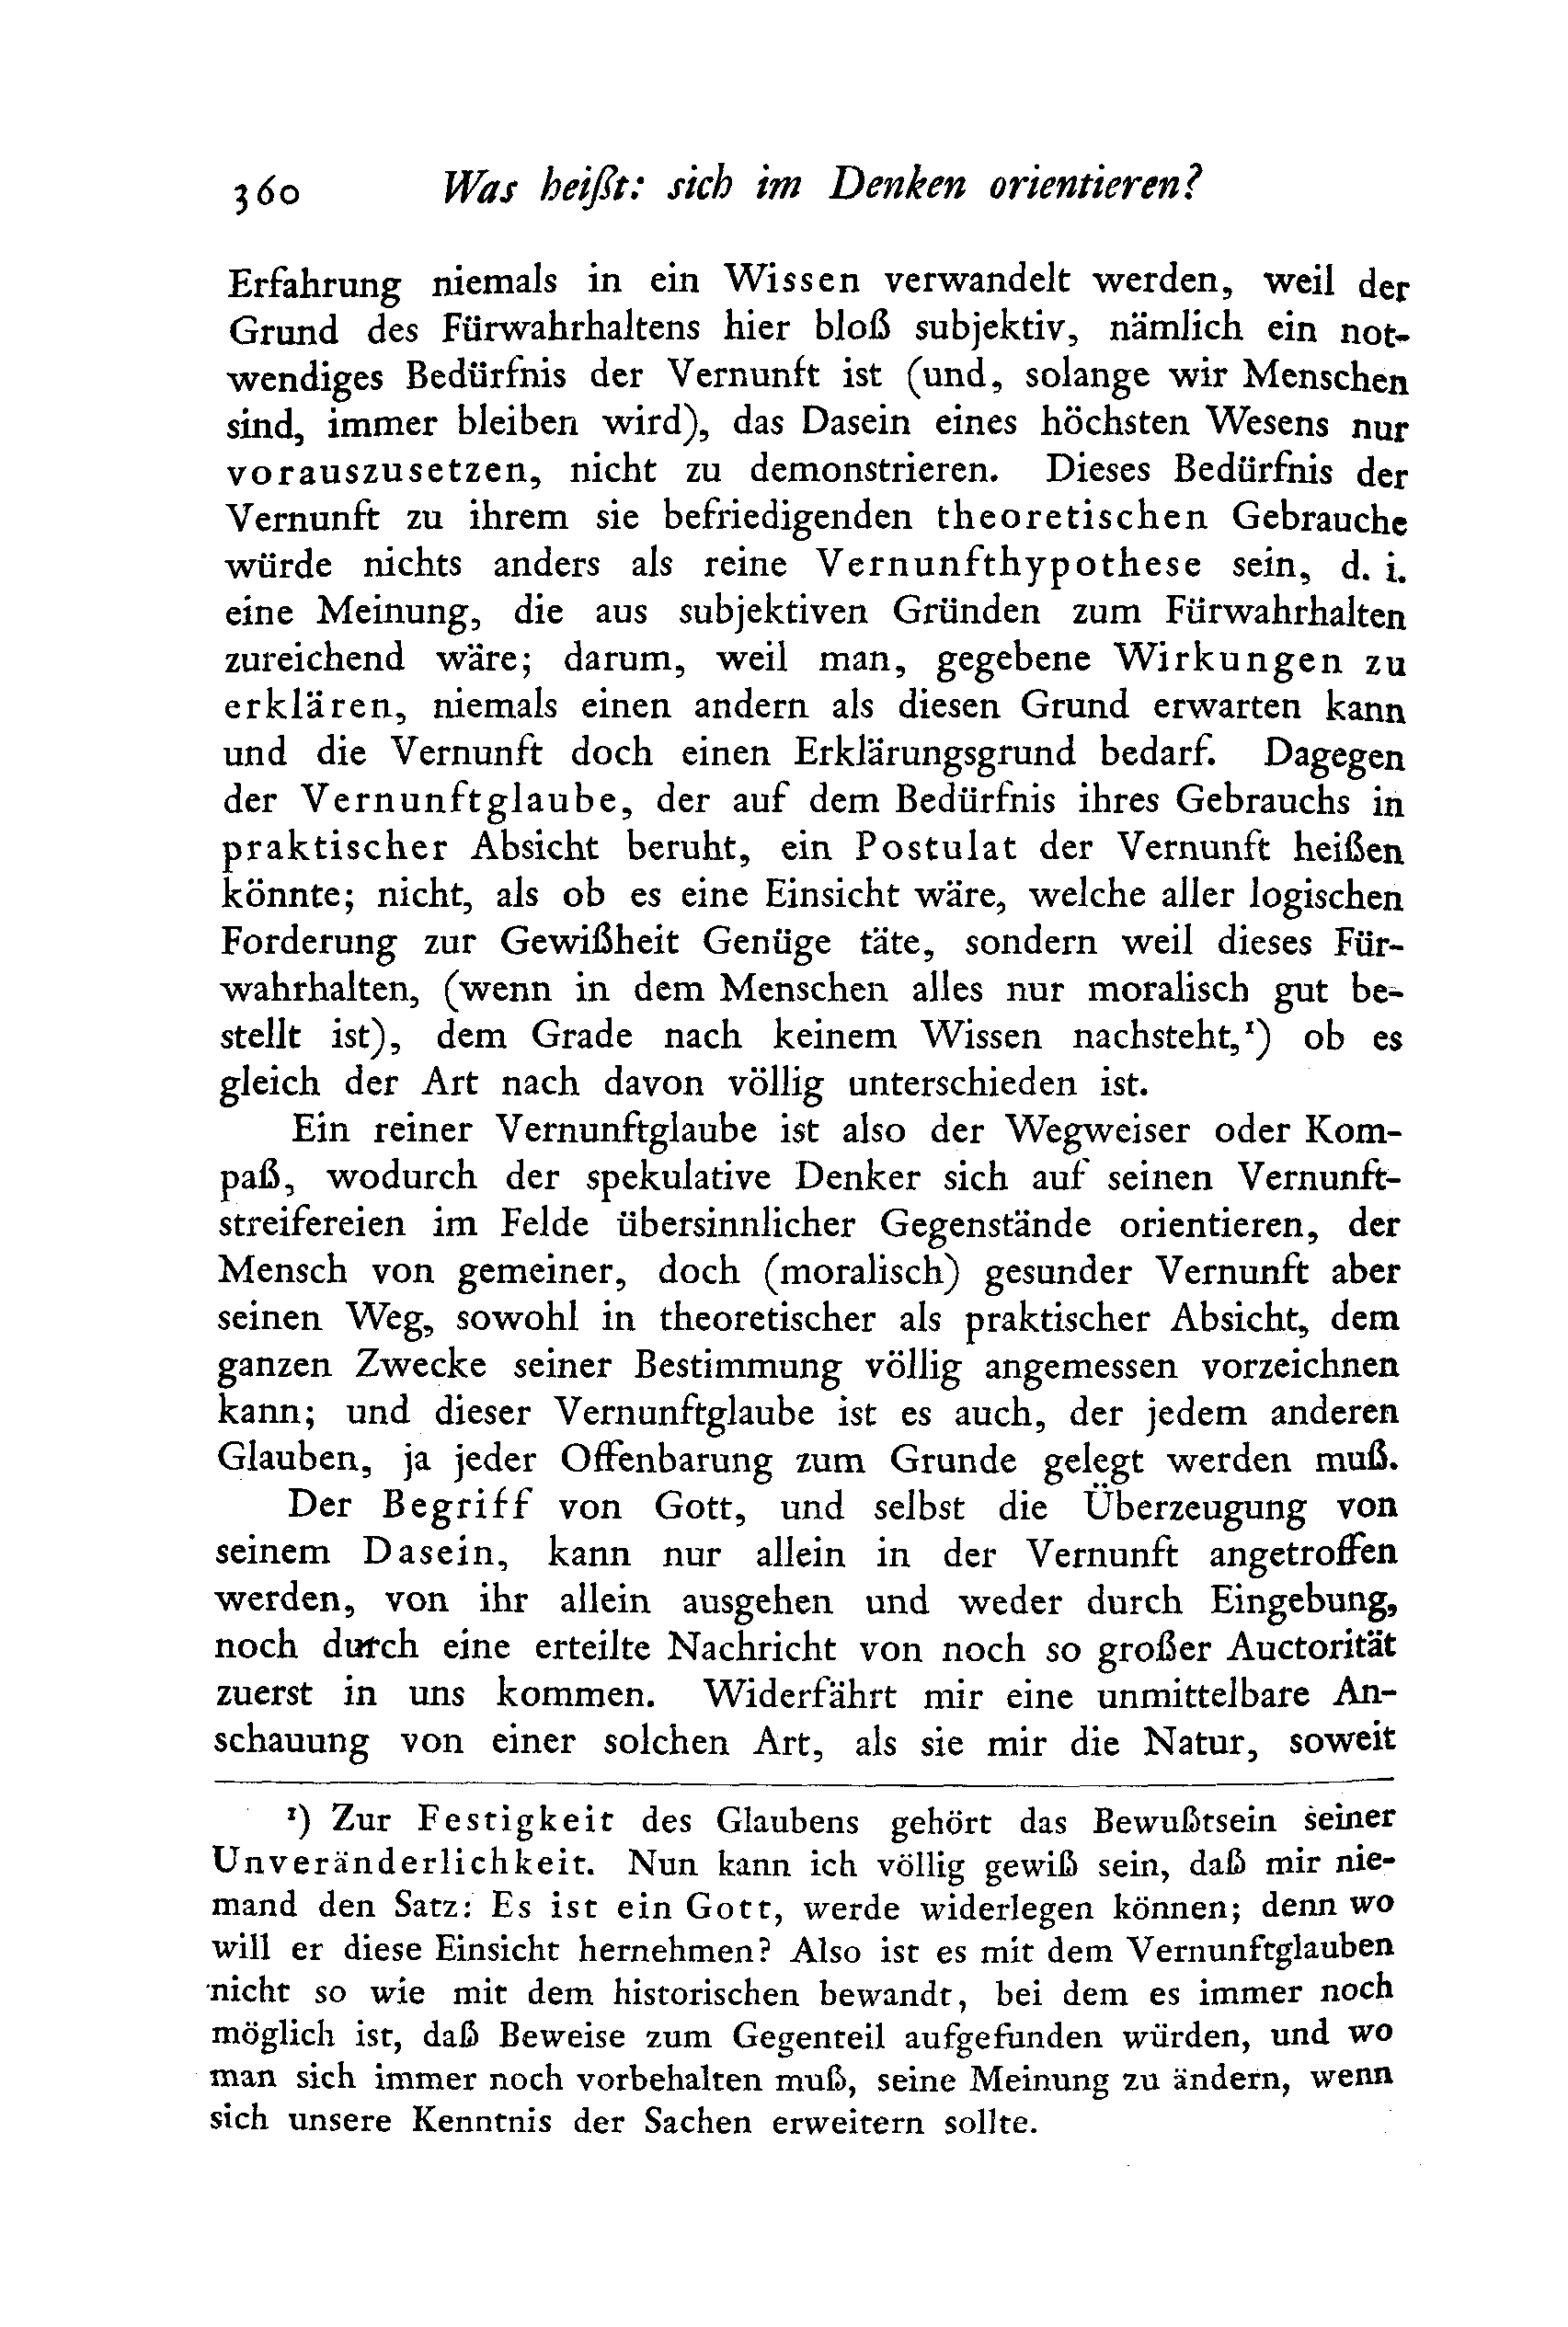 360 Was heißt: sich im Denken orientieren?
Erfahrung niemals in ein Wissen verwandelt werden, weil der
Grund des Fürwahrhaltens hier bloß subjektiv, nämlich ein not-
wendiges Bedürfnis der Vernunft ist (und, solange wir Menschen
sind, immer bleiben wird), das Dasein eines höchsten Wesens nur
vorauszusetzen, nicht zu demonstrieren. Dieses Bedürfnis der
Vernunft zu ihrem sie befriedigenden theoretischen Gebrauche
würde nichts anders als reine Vernunfthypothese sein, d. i.
eine Meinung, die aus subjektiven Gründen zum Fürwahrhalten
zureichend wäre; darum, weil man, gegebene Wirkungen zu
erklären, niemals einen andern als diesen Grund erwarten kann
und die Vernunft doch einen Erklärungsgrund bedarf. Dagegen
der Vernunftglaube, der auf dem Bedürfnis ihres Gebrauchs in
praktischer Absicht beruht, ein Postulat der Vernunft heißen
könnte; nicht, als ob es eine Einsicht wäre, welche aller logischen
Forderung zur Gewißheit Genüge täte, sondern weil dieses Für-
wahrhalten, (wenn in dem Menschen alles nur moralisch gut be-
stellt ist), dem Grade nach keinem Wissen nachsteht,¹) ob es
gleich der Art nach davon völlig unterschieden ist.
Ein reiner Vernunftglaube ist also der Wegweiser oder Kom-
paß, wodurch der spekulative Denker sich auf seinen Vernunft-
streifereien im Felde übersinnlicher Gegenstände orientieren, der
Mensch von gemeiner, doch (moralisch) gesunder Vernunft aber
seinen Weg, sowohl in theoretischer als praktischer Absicht, dem
ganzen Zwecke seiner Bestimmung völlig angemessen vorzeichnen
kann; und dieser Vernunftglaube ist es auch, der jedem anderen
Glauben, ja jeder Offenbarung zum Grunde gelegt werden muß.
Der Begriff von Gott, und selbst die Überzeugung von
seinem Dasein, kann nur allein in der Vernunft angetroffen
werden, von ihr allein ausgehen und weder durch Eingebung,
noch durch eine erteilte Nachricht von noch so großer Auctorität
zuerst in uns kommen. Widerfährt mir eine unmittelbare An-
schauung von einer solchen Art, als sie mir die Natur, soweit
¹) Zur Festigkeit des Glaubens gehört das Bewußtsein seiner
Unveränderlichkeit. Nun kann ich völlig gewiß sein, daß mir nie-
mand den Satz: Es ist ein Gott, werde widerlegen können; denn wo
will er diese Einsicht hernehmen? Also ist es mit dem Vernunftglauben
nicht so wie mit dem historischen bewandt, bei dem es immer noch
möglich ist, daß Beweise zum Gegenteil aufgefunden würden, und wo
man sich immer noch vorbehalten muß, seine Meinung zu ändern, wenn
sich unsere Kenntnis der Sachen erweitern sollte.